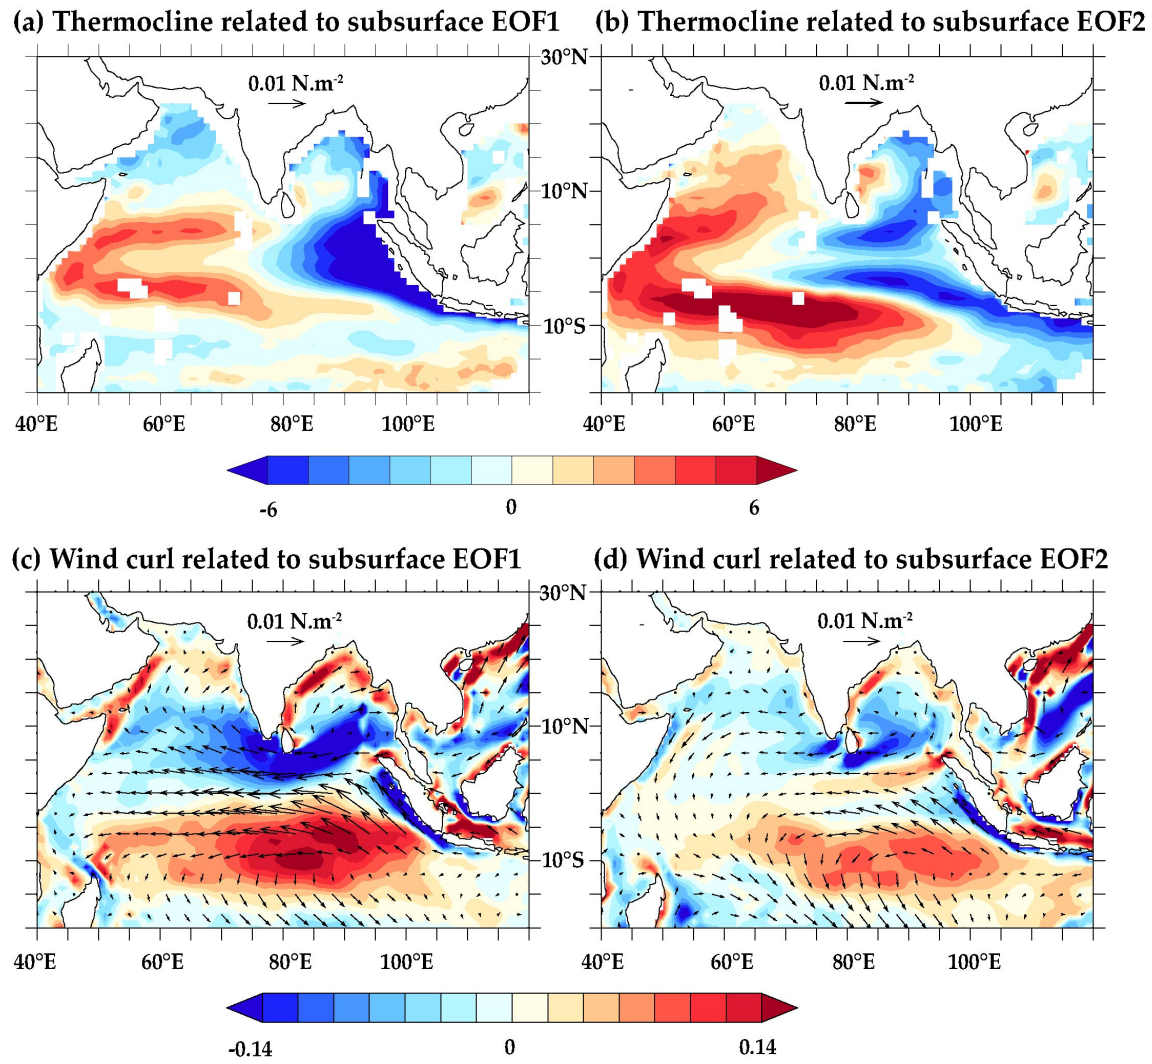 (a) Thermocline related to subsurface EOF1
(b) Thermocline related to subsurface EOF2
30°N
0.01 N.m⁻²
0.01 N.m⁻²
10°N
10°S
40°E 60°E 80°E 100°E
40°E 60°E 80°E 100°E
-6 0 6
(c) Wind curl related to subsurface EOF1
(d) Wind curl related to subsurface EOF2
30°N
0.01 N.m⁻²
0.01 N.m⁻²
10°N
10°S
40°E 60°E 80°E 100°E
40°E 60°E 80°E 100°E
-0.14 0 0.14